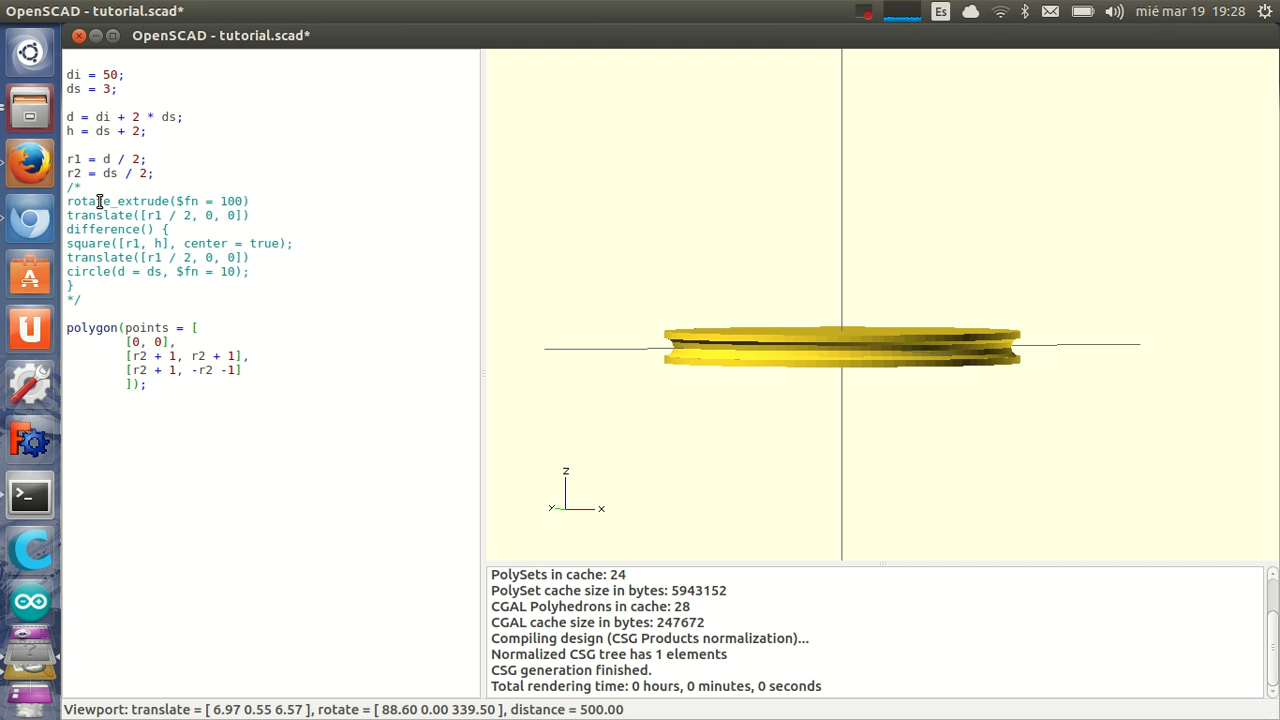 OpenSCAD - tutorial.scad*
Es
mié mar 19
19:28
OpenSCAD - tutorial.scad*
di = 50;
ds = 3;
d = di + 2 * ds;
h = ds + 2;
r1 = d / 2;
r2 = ds / 2;
/*
rotate_extrude($fn = 100)
translate([r1 / 2, 0, 0])
difference() {
square([r1, h], center = true);
translate([r1 / 2, 0, 0])
circle(d = ds, $fn = 10);
}
*/
polygon(points = [
[0, 0],
[r2 + 1, r2 + 1],
[r2 + 1, -r2 -1]
]);
z
y
x
PolySets in cache: 24
PolySet cache size in bytes: 5943152
CGAL Polyhedrons in cache: 28
CGAL cache size in bytes: 247672
Compiling design (CSG Products normalization)...
Normalized CSG tree has 1 elements
CSG generation finished.
Total rendering time: 0 hours, 0 minutes, 0 seconds
Viewport: translate = [ 6.97 0.55 6.57 ], rotate = [ 88.60 0.00 339.50 ], distance = 500.00